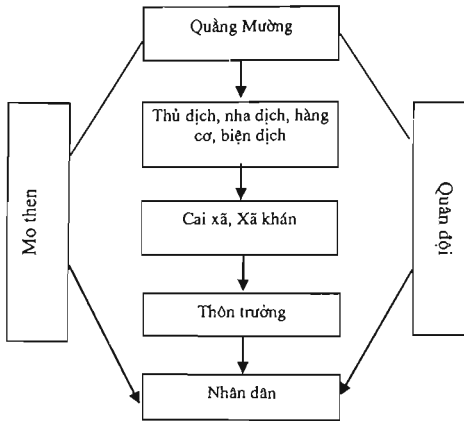 Quằng Mường
Thủ dịch, nha dịch, hàng
cơ, biện dịch
Mo then
Quân đội
Cai xã, Xã khán
Thôn trưởng
Nhân dân